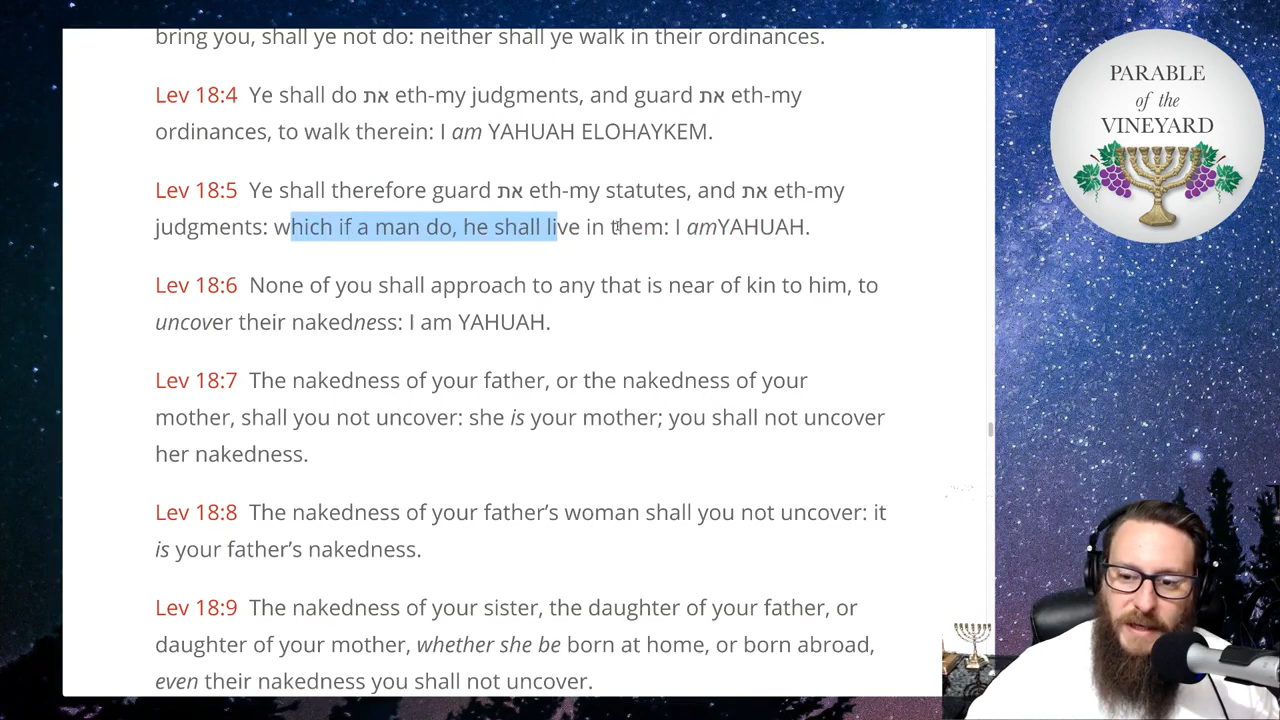 bring you, shall ye not do: neither shall ye walk in their ordinances.
Lev 18:4 Ye shall do את eth-my judgments, and guard את eth-my
ordinances, to walk therein: I am YAHUAH ELOHAYKEM.
Lev 18:5 Ye shall therefore guard את eth-my statutes, and את eth-my
judgments: which if a man do, he shall live in them: I amYAHUAH.
Lev 18:6 None of you shall approach to any that is near of kin to him, to
uncover their nakedness: I am YAHUAH.
Lev 18:7 The nakedness of your father, or the nakedness of your
mother, shall you not uncover: she is your mother; you shall not uncover
her nakedness.
Lev 18:8 The nakedness of your father’s woman shall you not uncover: it
is your father’s nakedness.
Lev 18:9 The nakedness of your sister, the daughter of your father, or
daughter of your mother, whether she be born at home, or born abroad,
even their nakedness you shall not uncover.
PARABLE
of the
VINEYARD